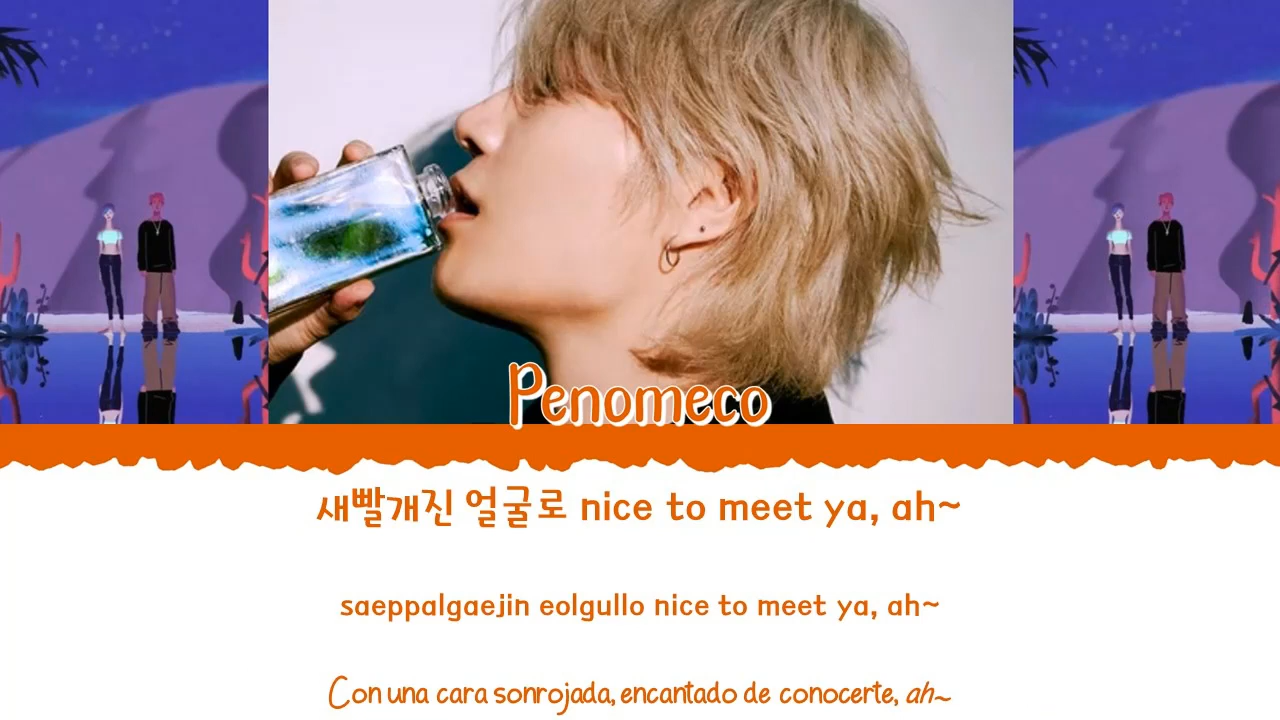 Penomeco
새빨개진 얼굴로 nice to meet ya, ah~
saeppalgaejin eolgullo nice to meet ya, ah~
Con una cara sonrojada, encantado de conocerte, ah~